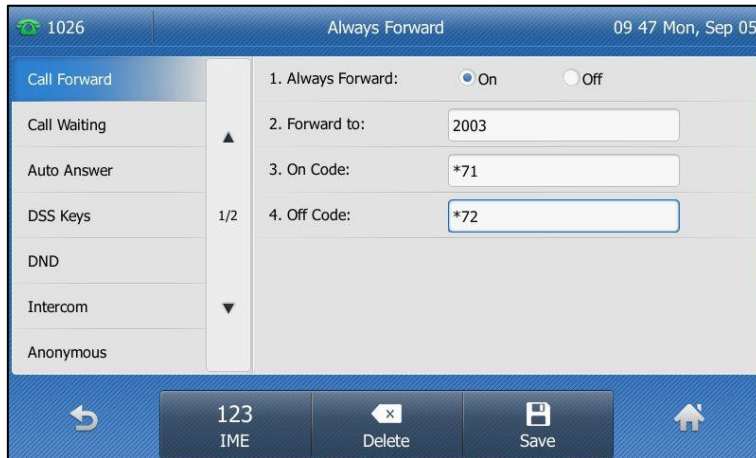 1026 Always Forward 09 47 Mon, Sep 05
Call Forward
Call Waiting
Auto Answer
DSS Keys
DND
Intercom
Anonymous
1/2
1. Always Forward: On Off
2. Forward to: 2003
3. On Code: *71
4. Off Code: *72
123
IME
Delete
Save